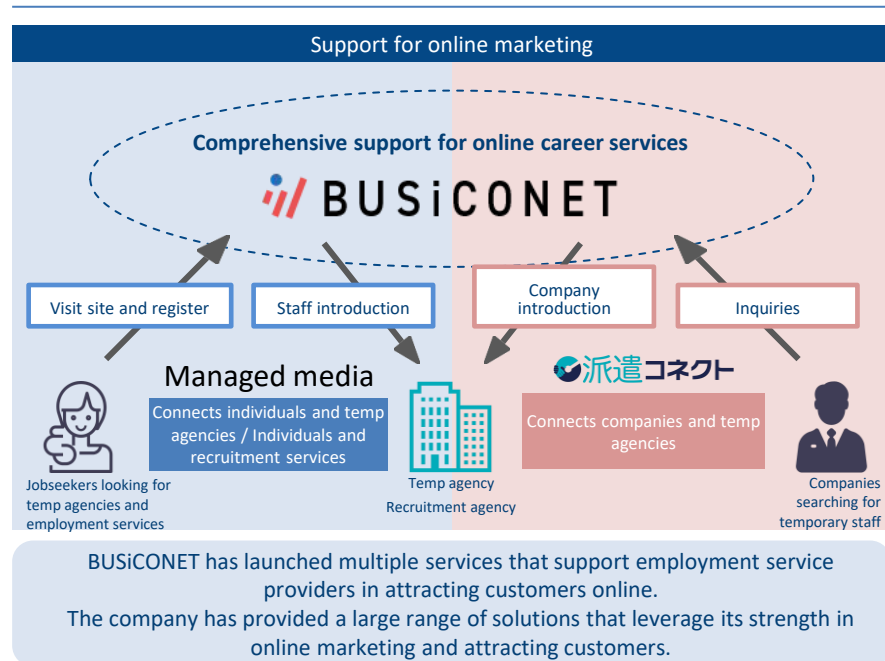 Support for online marketing
Comprehensive support for online career services
BUSiCONET
Visit site and register
Staff introduction
Company
introduction
Inquiries
Managed media
派遣コネクト
Connects individuals and temp
agencies / Individuals and
recruitment services
Connects companies and temp
agencies
Jobseekers looking for
temp agencies and
employment services
Temp agency
Recruitment agency
Companies
searching for
temporary staff
BUSiCONET has launched multiple services that support employment service
providers in attracting customers online.
The company has provided a large range of solutions that leverage its strength in
online marketing and attracting customers.